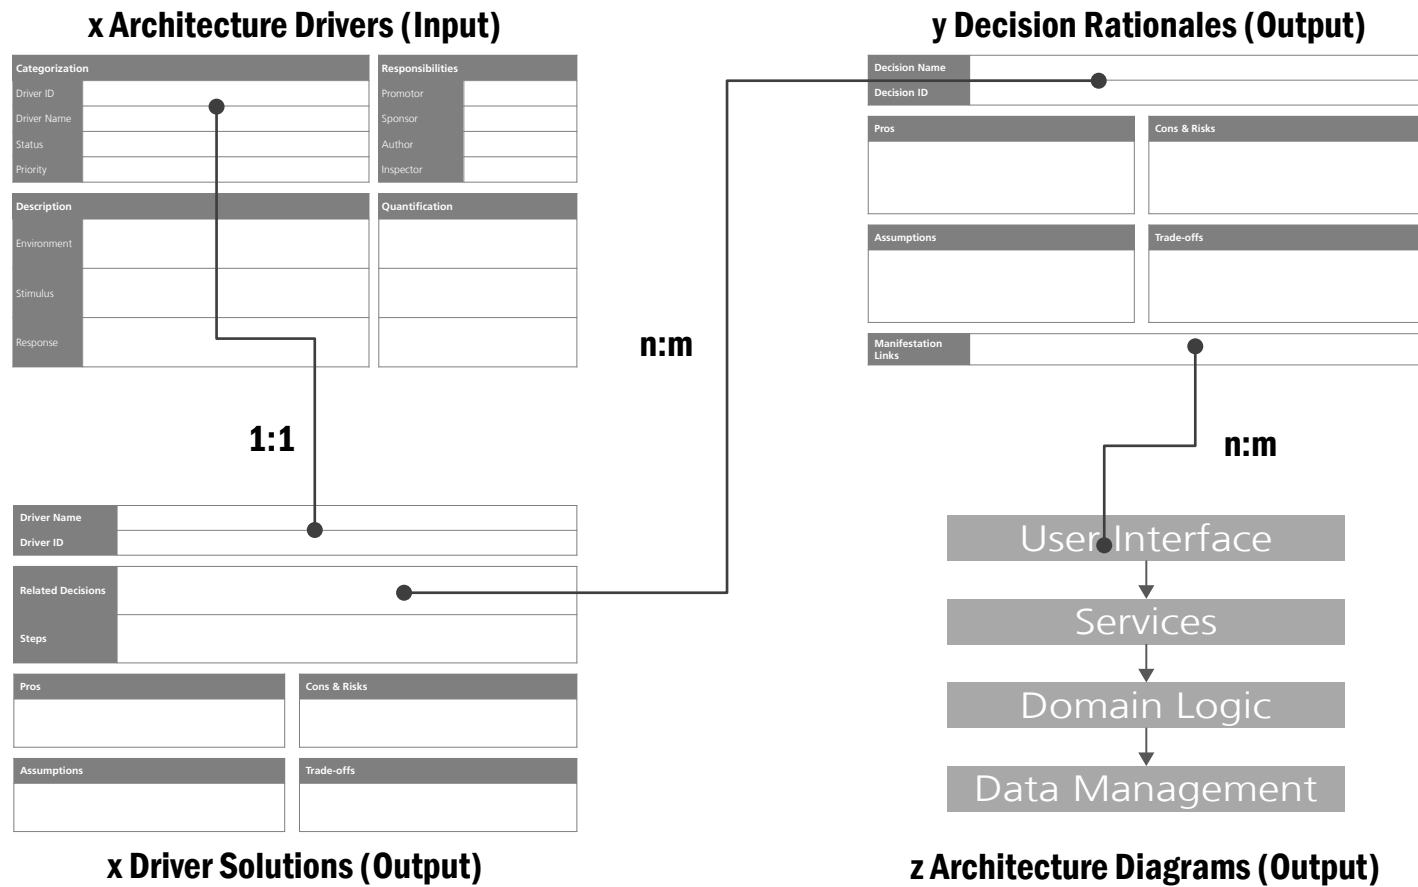 x Architecture Drivers (Input)
Categorization
Driver ID
Driver Name
Status
Priority
Responsibilities
Promotor
Sponsor
Author
Inspector
Description
Environment
Stimulus
Response
Quantification
1:1
Driver Name
Driver ID
Related Decisions
Steps
Pros
Cons & Risks
Assumptions
Trade-offs
x Driver Solutions (Output)
n:m
y Decision Rationales (Output)
Decision Name
Decision ID
Pros
Cons & Risks
Assumptions
Trade-offs
Manifestation
Links
n:m
User Interface
Services
Domain Logic
Data Management
z Architecture Diagrams (Output)